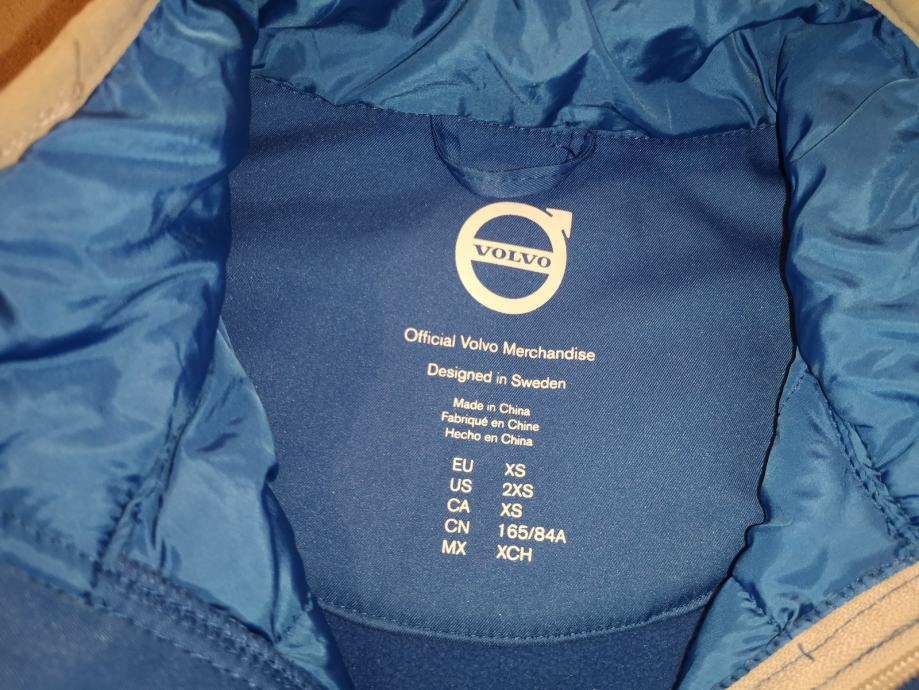 VOLVO
Official Volvo Merchandise
Designed in Sweden
Made in China
Fabriqué en Chine
Hecho en China
EU XS
US 2XS
CA XS
CN 165/84A
MX XCH